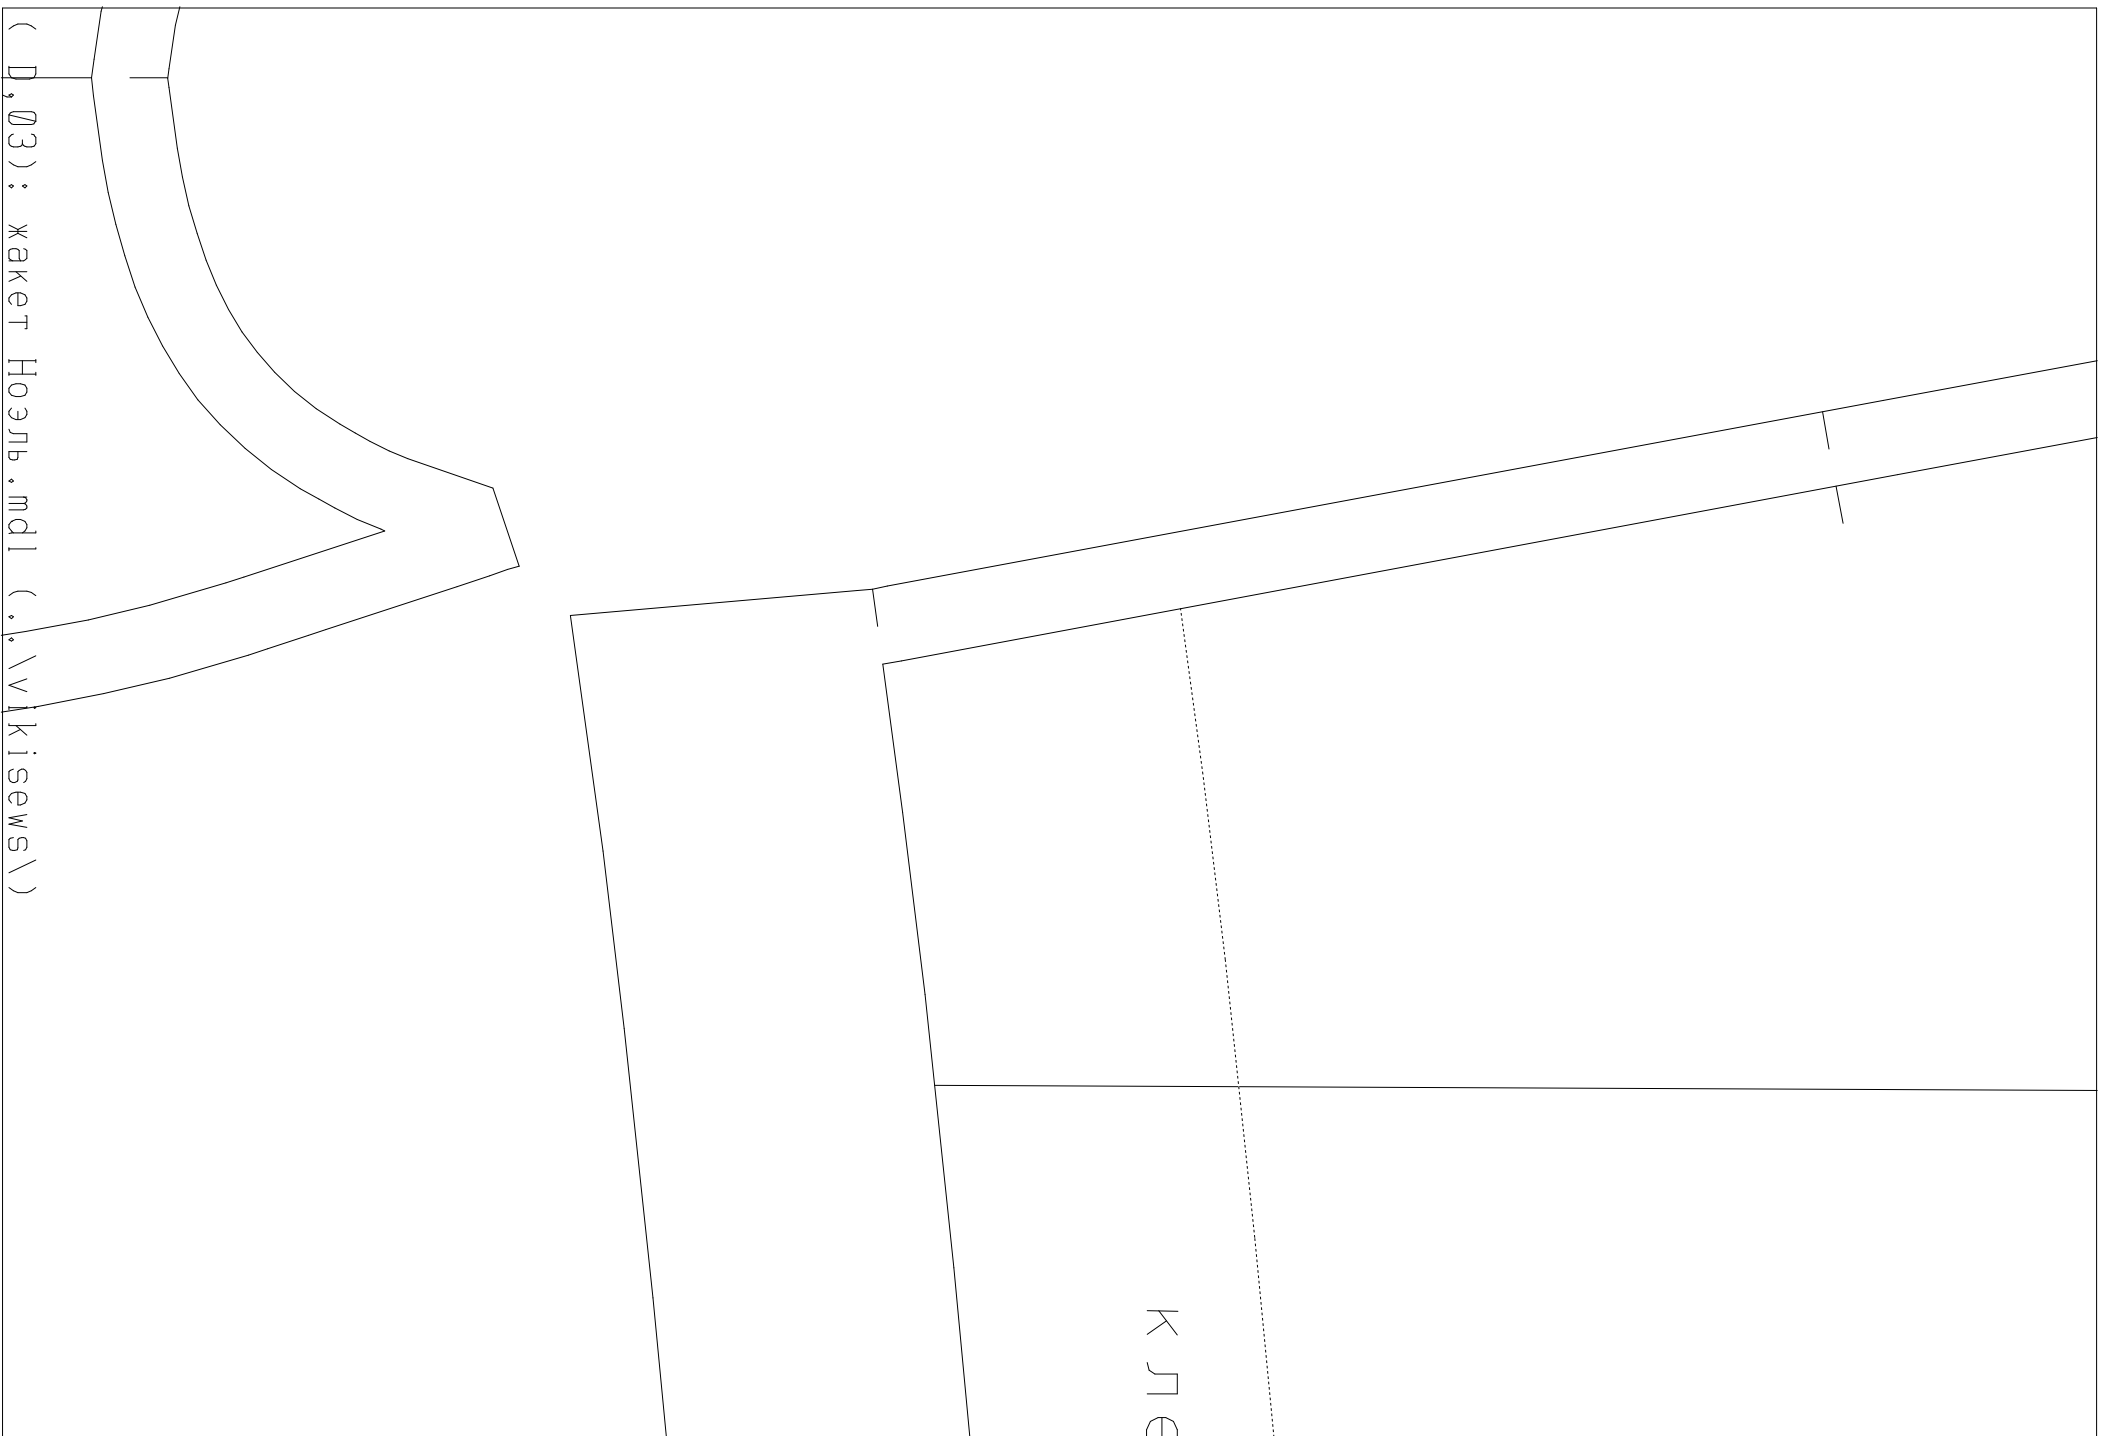 ( D,03): жакет Ноэль.mdl (..\vikisews\)
кле